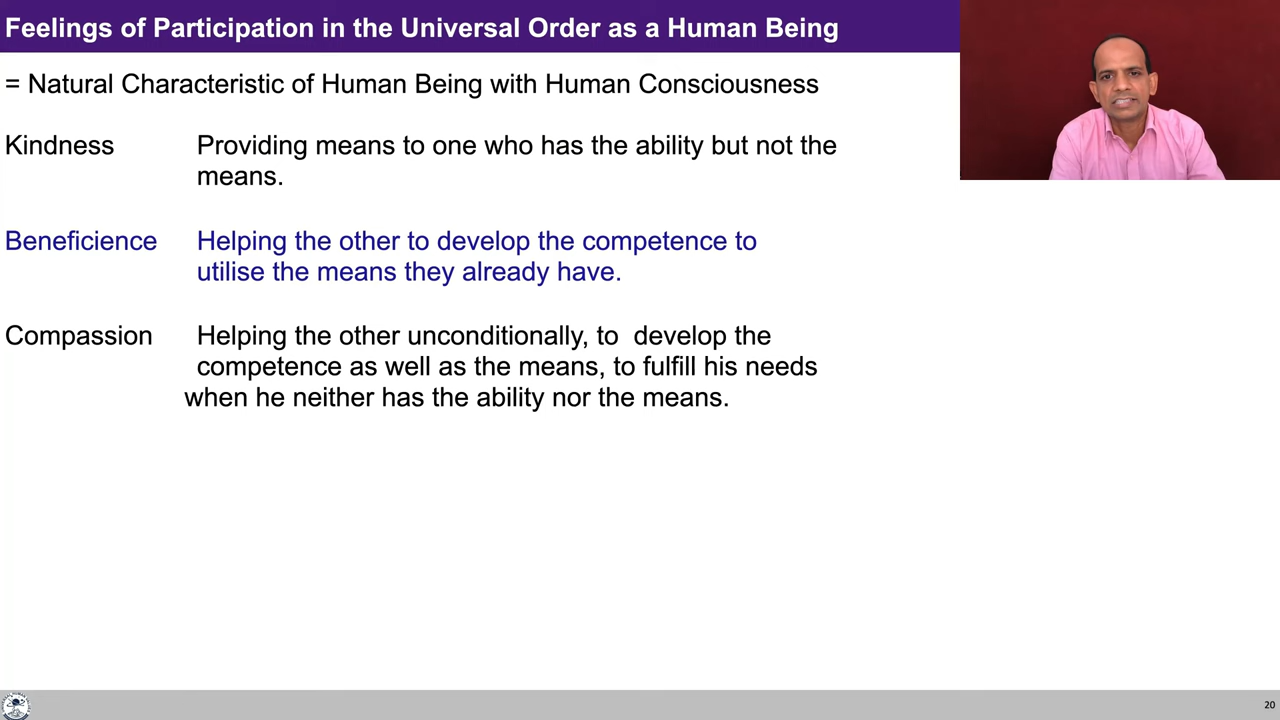 Feelings of Participation in the Universal Order as a Human Being
= Natural Characteristic of Human Being with Human Consciousness
Kindness Providing means to one who has the ability but not the
means.
Beneficience Helping the other to develop the competence to
utilise the means they already have.
Compassion Helping the other unconditionally, to develop the
competence as well as the means, to fulfill his needs
when he neither has the ability nor the means.
20